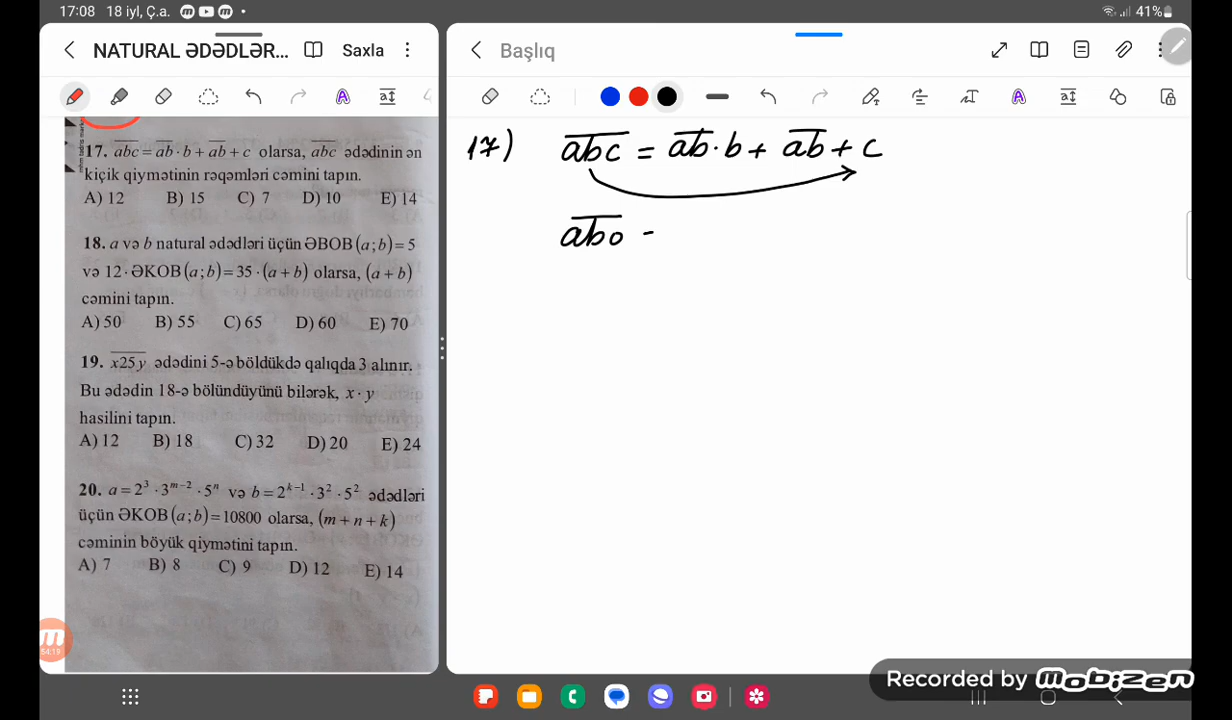 17:08 18 iyl, Ç.a. 41%
NATURAL ƏDƏDLƏR... Saxla
17. abc = ab · b + ab + c olarsa, abc ədədinin ən
kiçik qiymətinin rəqəmləri cəmini tapın.
A) 12 B) 15 C) 7 D) 10 E) 14
18. a və b natural ədədləri üçün ƏBOB(a;b)=5
və 12·ƏKOB(a;b)=35·(a+b) olarsa, (a+b)
cəmini tapın.
A) 50 B) 55 C) 65 D) 60 E) 70
19. x25y ədədini 5-ə böldükdə qalıqda 3 alınır.
Bu ədədin 18-ə bölündüyünü bilərək, x·y
hasilini tapın.
A) 12 B) 18 C) 32 D) 20 E) 24
20. a=2³·3ᵐ⁻²·5ⁿ və b=2ᵏ⁻¹·3²·5² ədədləri
üçün ƏKOB(a;b)=10800 olarsa, (m+n+k)
cəminin böyük qiymətini tapın.
A) 7 B) 8 C) 9 D) 12 E) 14
54:19
Başlıq
17) abc = ab · b + ab + c
ab0 -
Recorded by mobizen